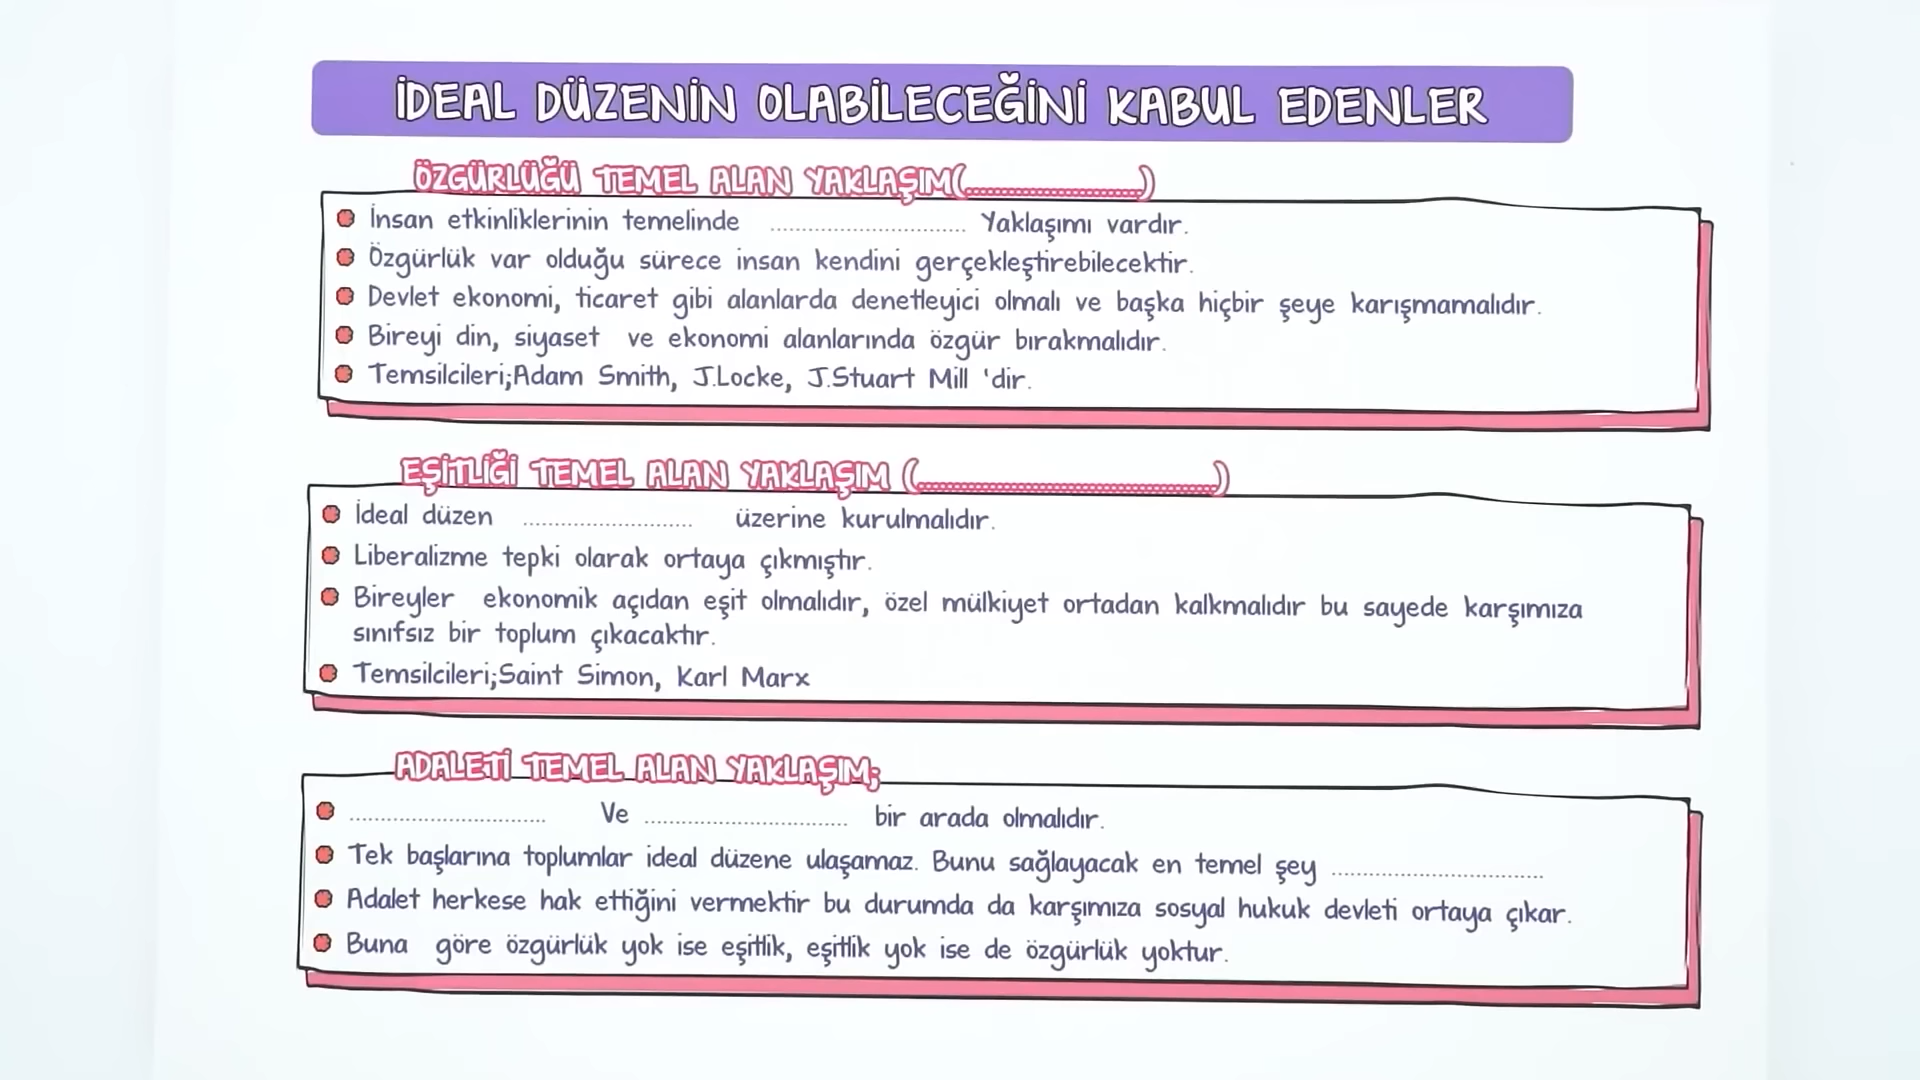 İDEAL DÜZENİN OLABİLECEĞİNİ KABUL EDENLER
ÖZGÜRLÜĞÜ TEMEL ALAN YAKLAŞIM(....................)
İnsan etkinliklerinin temelinde .............................. Yaklaşımı vardır.
Özgürlük var olduğu sürece insan kendini gerçekleştirebilecektir.
Devlet ekonomi, ticaret gibi alanlarda denetleyici olmalı ve başka hiçbir şeye karışmamalıdır.
Bireyi din, siyaset ve ekonomi alanlarında özgür bırakmalıdır.
Temsilcileri;Adam Smith, J.Locke, J.Stuart Mill 'dir.
EŞİTLİĞİ TEMEL ALAN YAKLAŞIM (..............................)
İdeal düzen .......................... üzerine kurulmalıdır.
Liberalizme tepki olarak ortaya çıkmıştır.
Bireyler ekonomik açıdan eşit olmalıdır, özel mülkiyet ortadan kalkmalıdır bu sayede karşımıza
sınıfsız bir toplum çıkacaktır.
Temsilcileri;Saint Simon, Karl Marx
ADALETİ TEMEL ALAN YAKLAŞIM;
.............................. Ve .............................. bir arada olmalıdır.
Tek başlarına toplumlar ideal düzene ulaşamaz. Bunu sağlayacak en temel şey ................................
Adalet herkese hak ettiğini vermektir bu durumda da karşımıza sosyal hukuk devleti ortaya çıkar.
Buna göre özgürlük yok ise eşitlik, eşitlik yok ise de özgürlük yoktur.